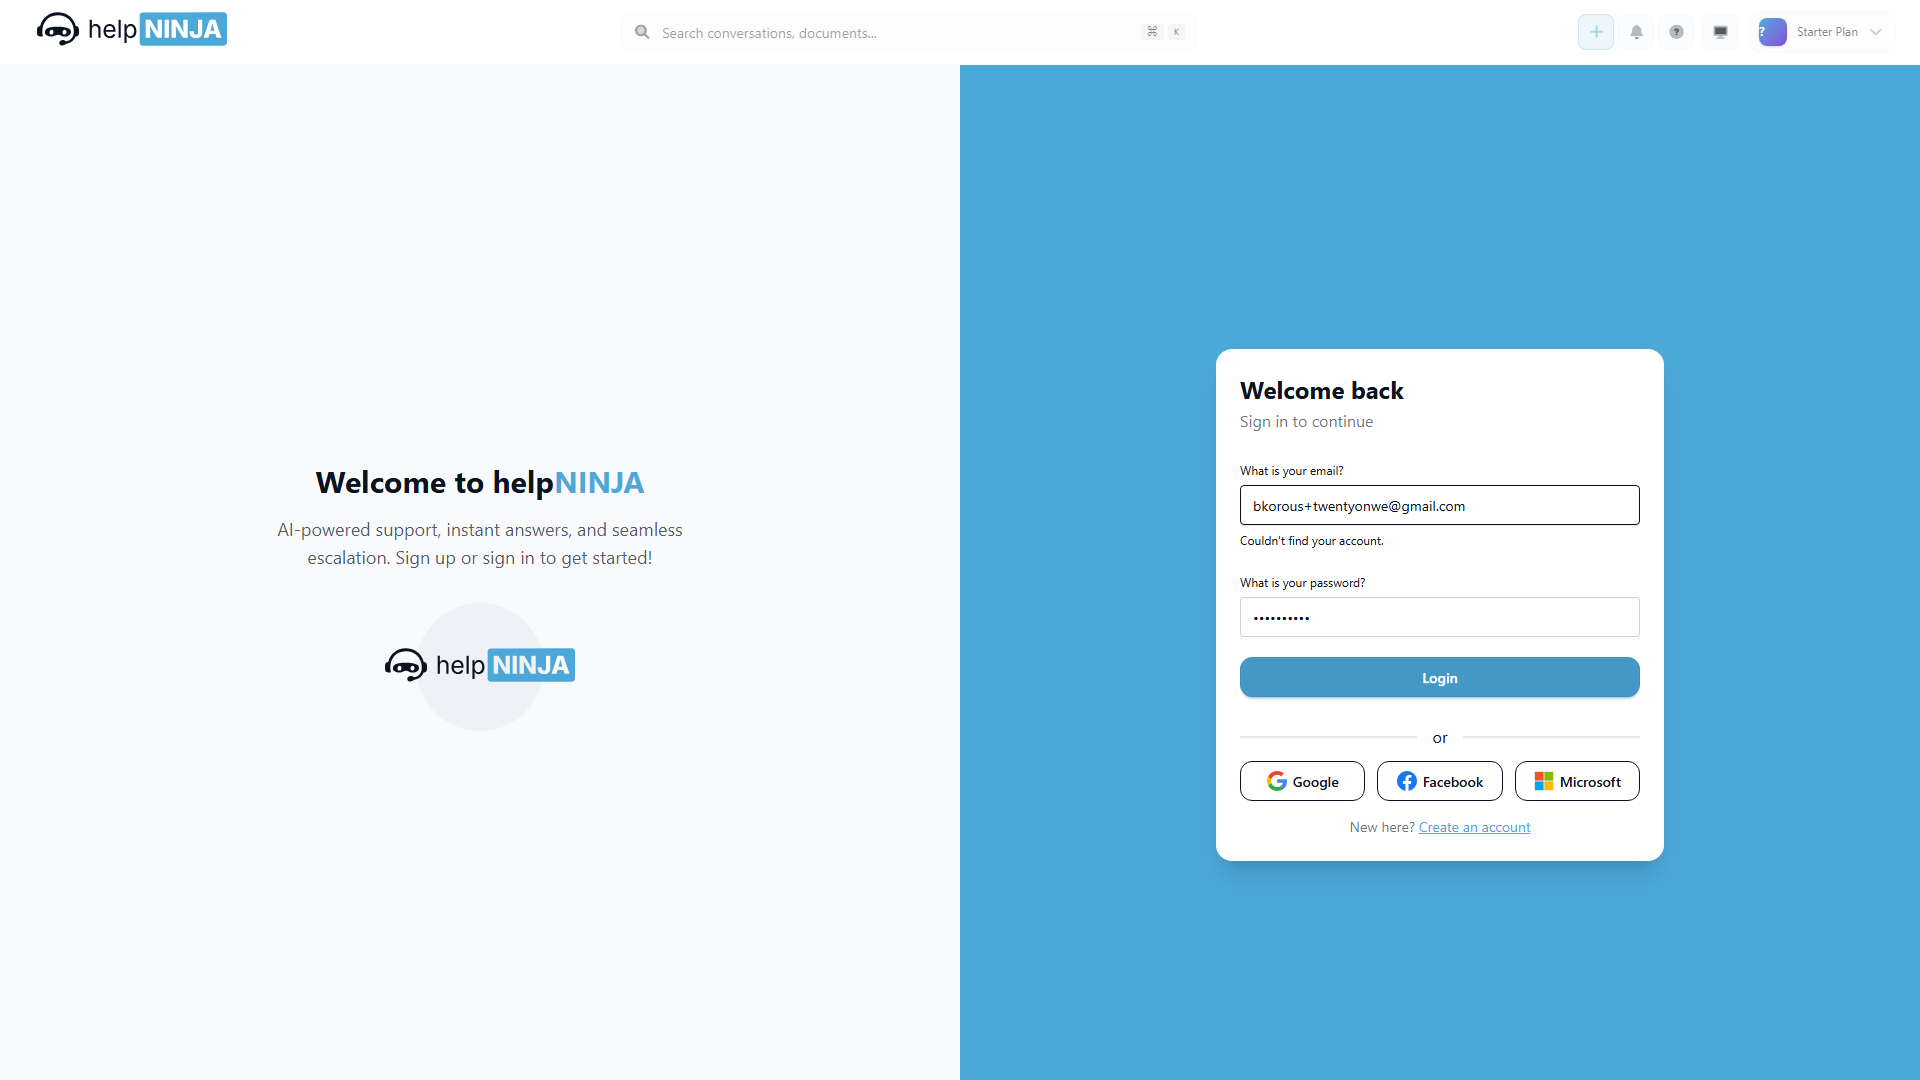 help NINJA
Search conversations, documents...
⌘ K
? Starter Plan
Welcome to helpNINJA
AI-powered support, instant answers, and seamless
escalation. Sign up or sign in to get started!
help NINJA
Welcome back
Sign in to continue
What is your email?
bkorous+twentyonwe@gmail.com
Couldn't find your account.
What is your password?
••••••••••
Login
or
Google
Facebook
Microsoft
New here? Create an account